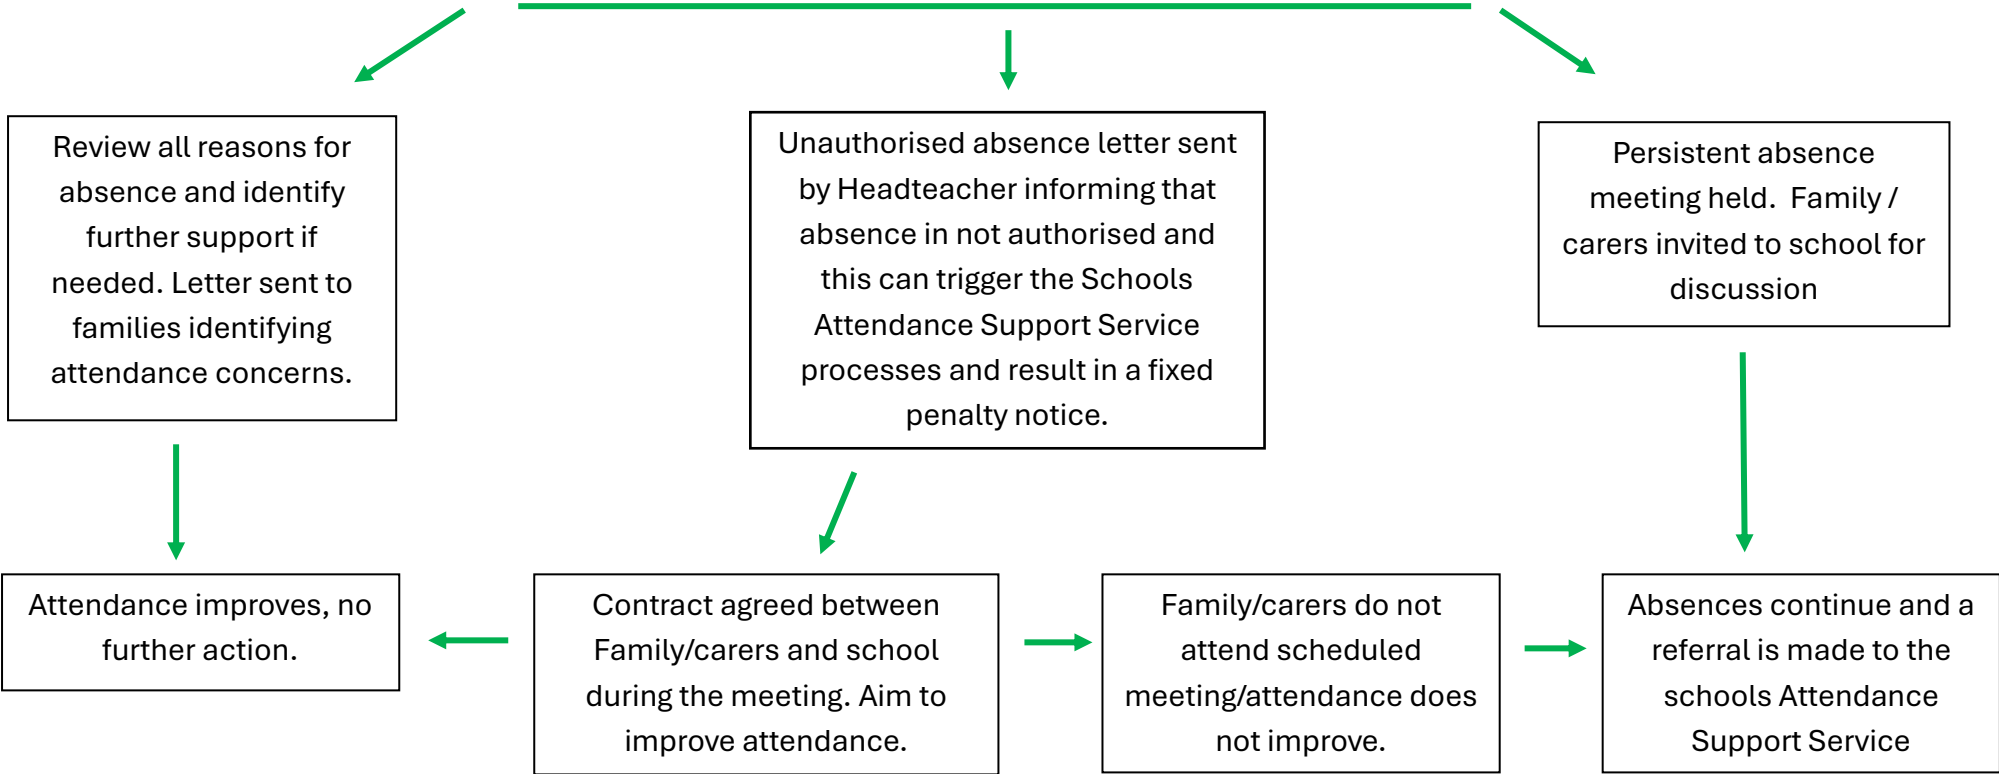 Review all reasons for
absence and identify
further support if
needed. Letter sent to
families identifying
attendance concerns.
Unauthorised absence letter sent
by Headteacher informing that
absence in not authorised and
this can trigger the Schools
Attendance Support Service
processes and result in a fixed
penalty notice.
Persistent absence
meeting held.  Family /
carers invited to school for
discussion
Attendance improves, no
further action.
Contract agreed between
Family/carers and school
during the meeting. Aim to
improve attendance.
Family/carers do not
attend scheduled
meeting/attendance does
not improve.
Absences continue and a
referral is made to the
schools Attendance
Support Service